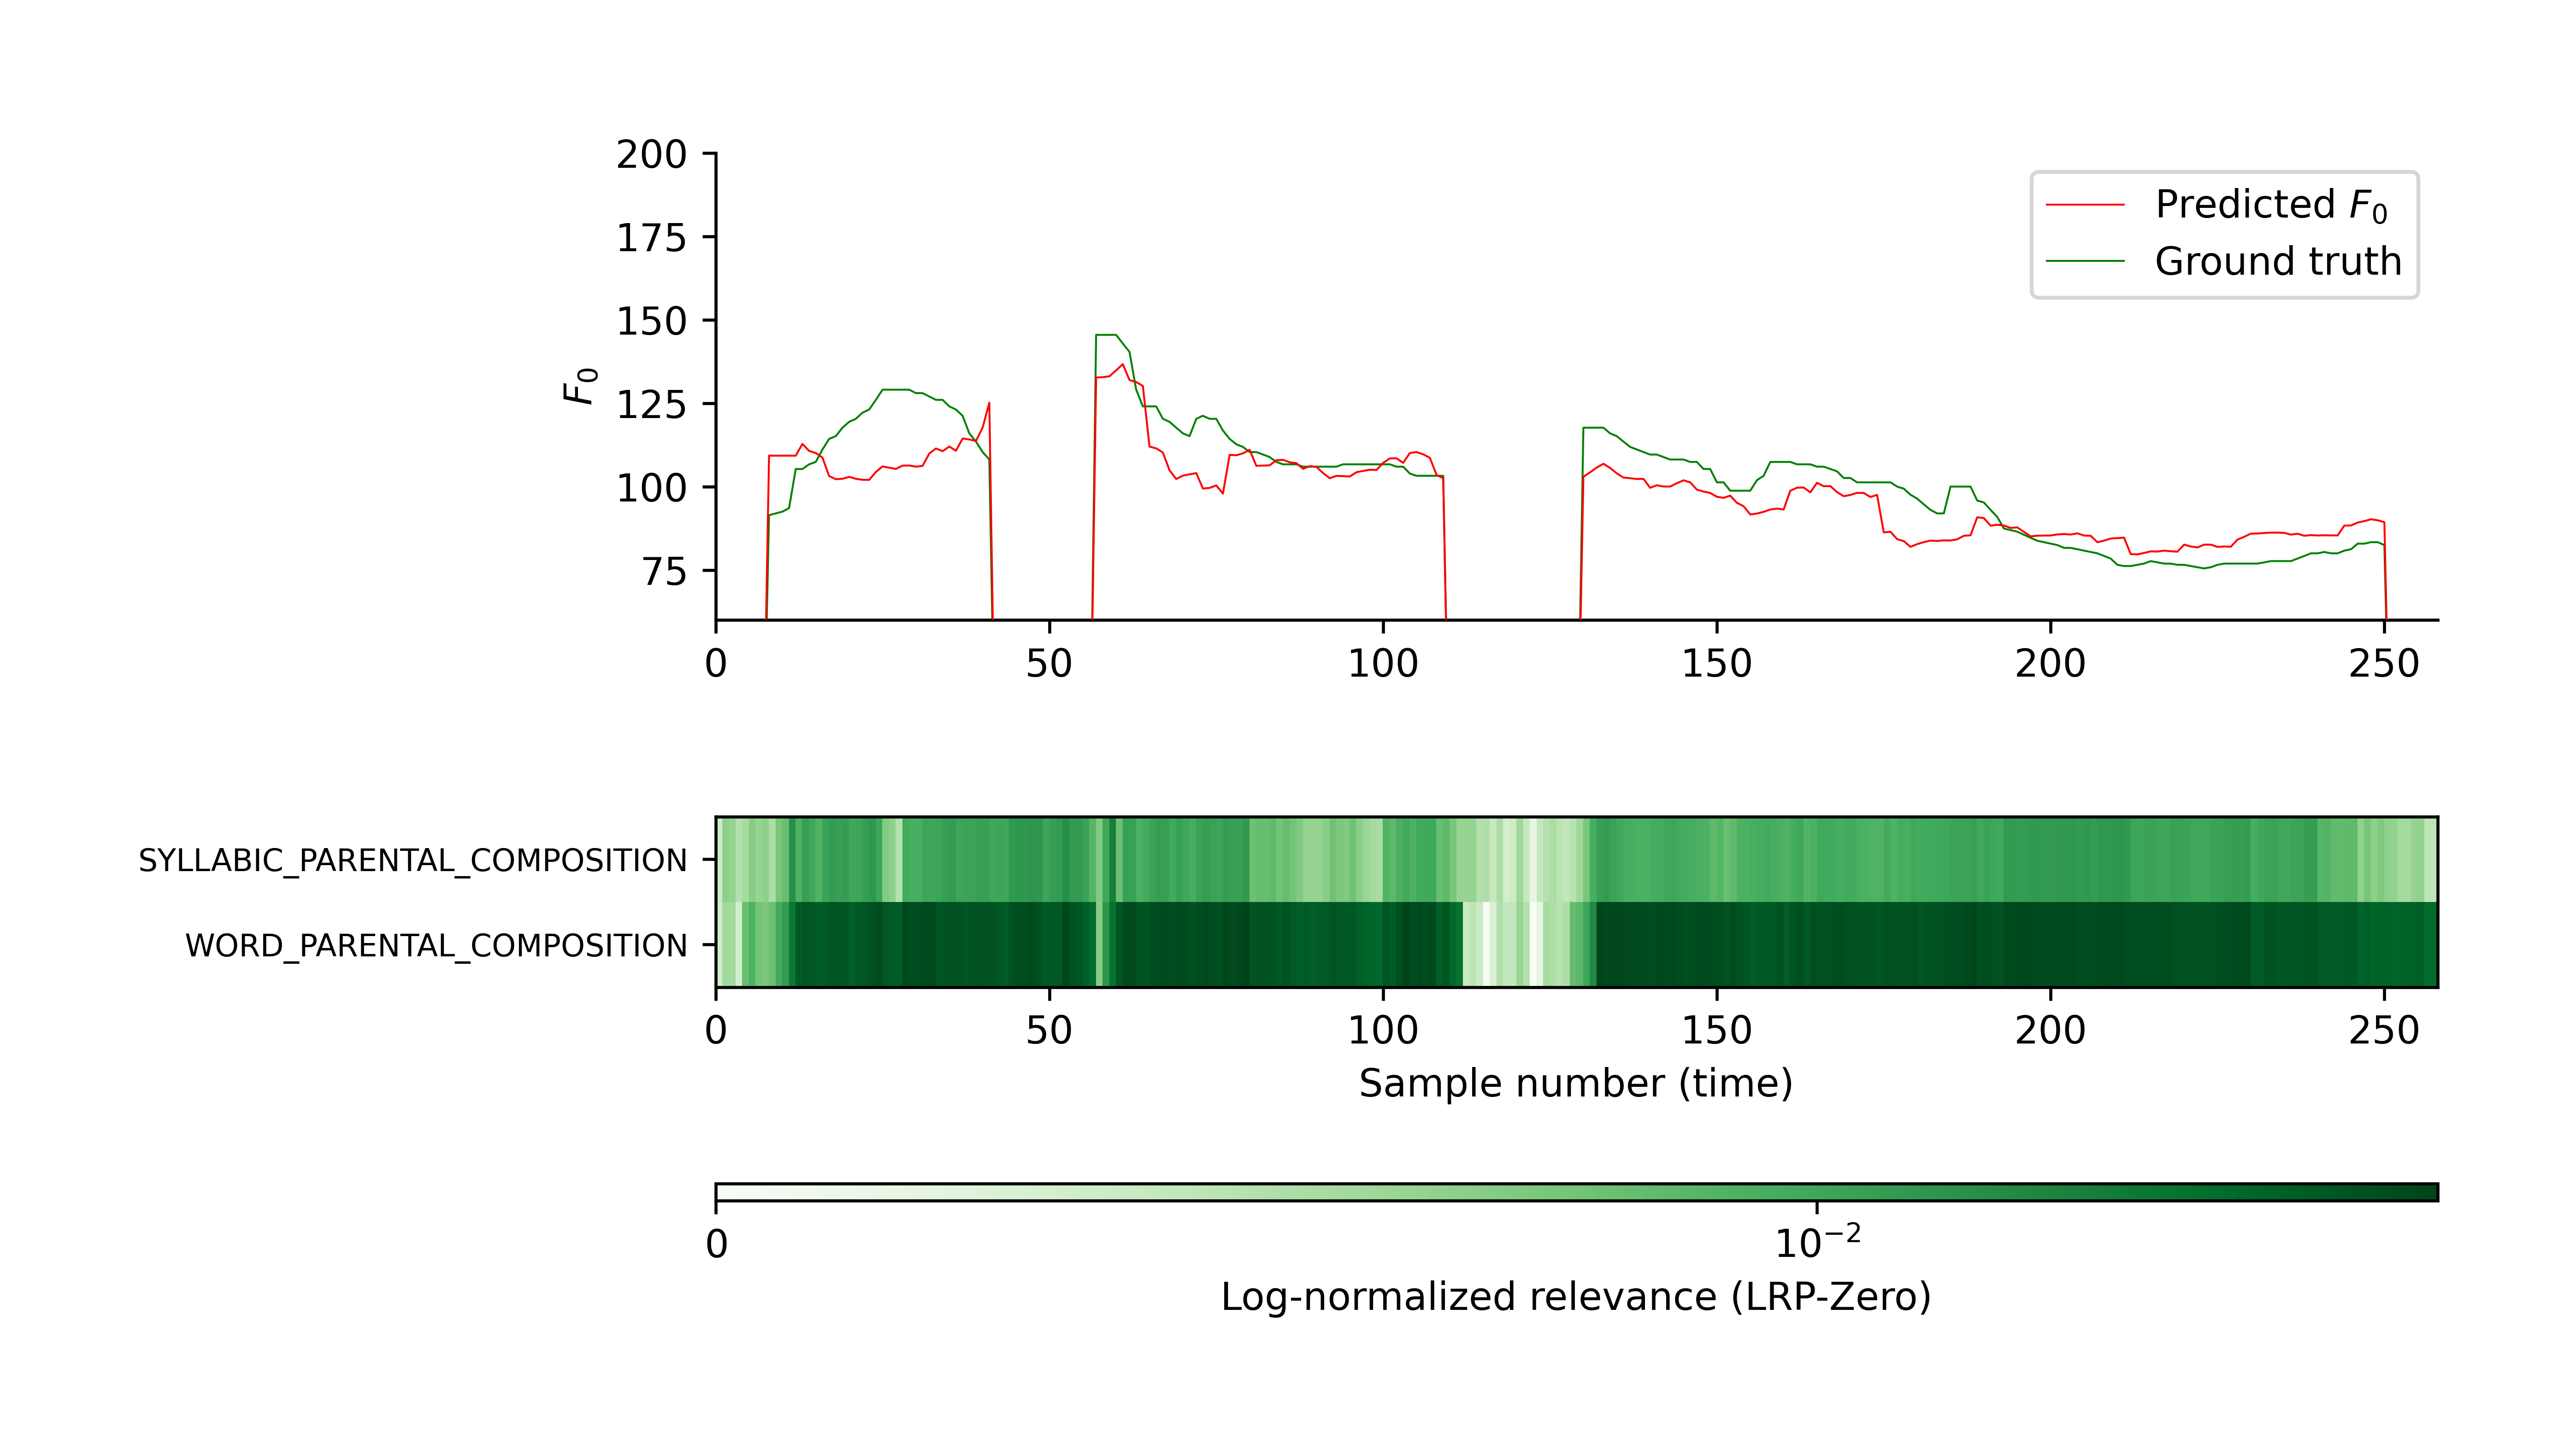 200
175
150
125
100
75
F0
Predicted F0
Ground truth
0 50 100 150 200 250
SYLLABIC_PARENTAL_COMPOSITION
WORD_PARENTAL_COMPOSITION
0 50 100 150 200 250
Sample number (time)
0 10−2
Log-normalized relevance (LRP-Zero)